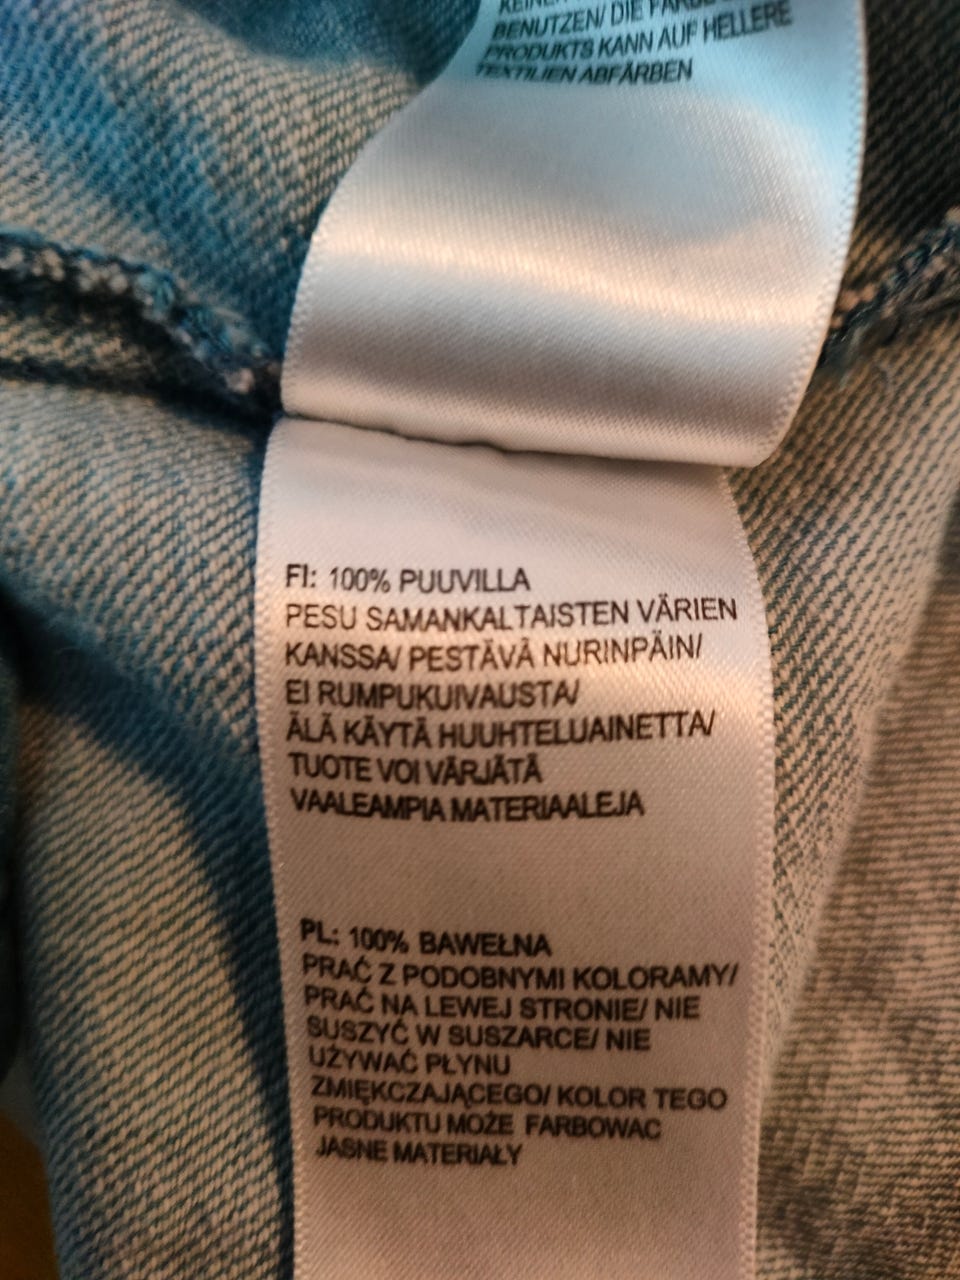 BENUTZEN/ DIE FARBE
PRODUKTS KANN AUF HELLERE
TEXTILIEN ABFÄRBEN
FI: 100% PUUVILLA
PESU SAMANKALTAISTEN VÄRIEN
KANSSA/ PESTÄVÄ NURINPÄIN/
EI RUMPUKUIVAUSTA/
ÄLÄ KÄYTÄ HUUHTELUAINETTA/
TUOTE VOI VÄRJÄTÄ
VAALEAMPIA MATERIAALEJA
PL: 100% BAWEŁNA
PRAĆ Z PODOBNYMI KOLORAMY/
PRAĆ NA LEWEJ STRONIE/ NIE
SUSZYĆ W SUSZARCE/ NIE
UŻYWAĆ PŁYNU
ZMIĘKCZAJĄCEGO/ KOLOR TEGO
PRODUKTU MOŻE FARBOWAC
JASNE MATERIAŁY